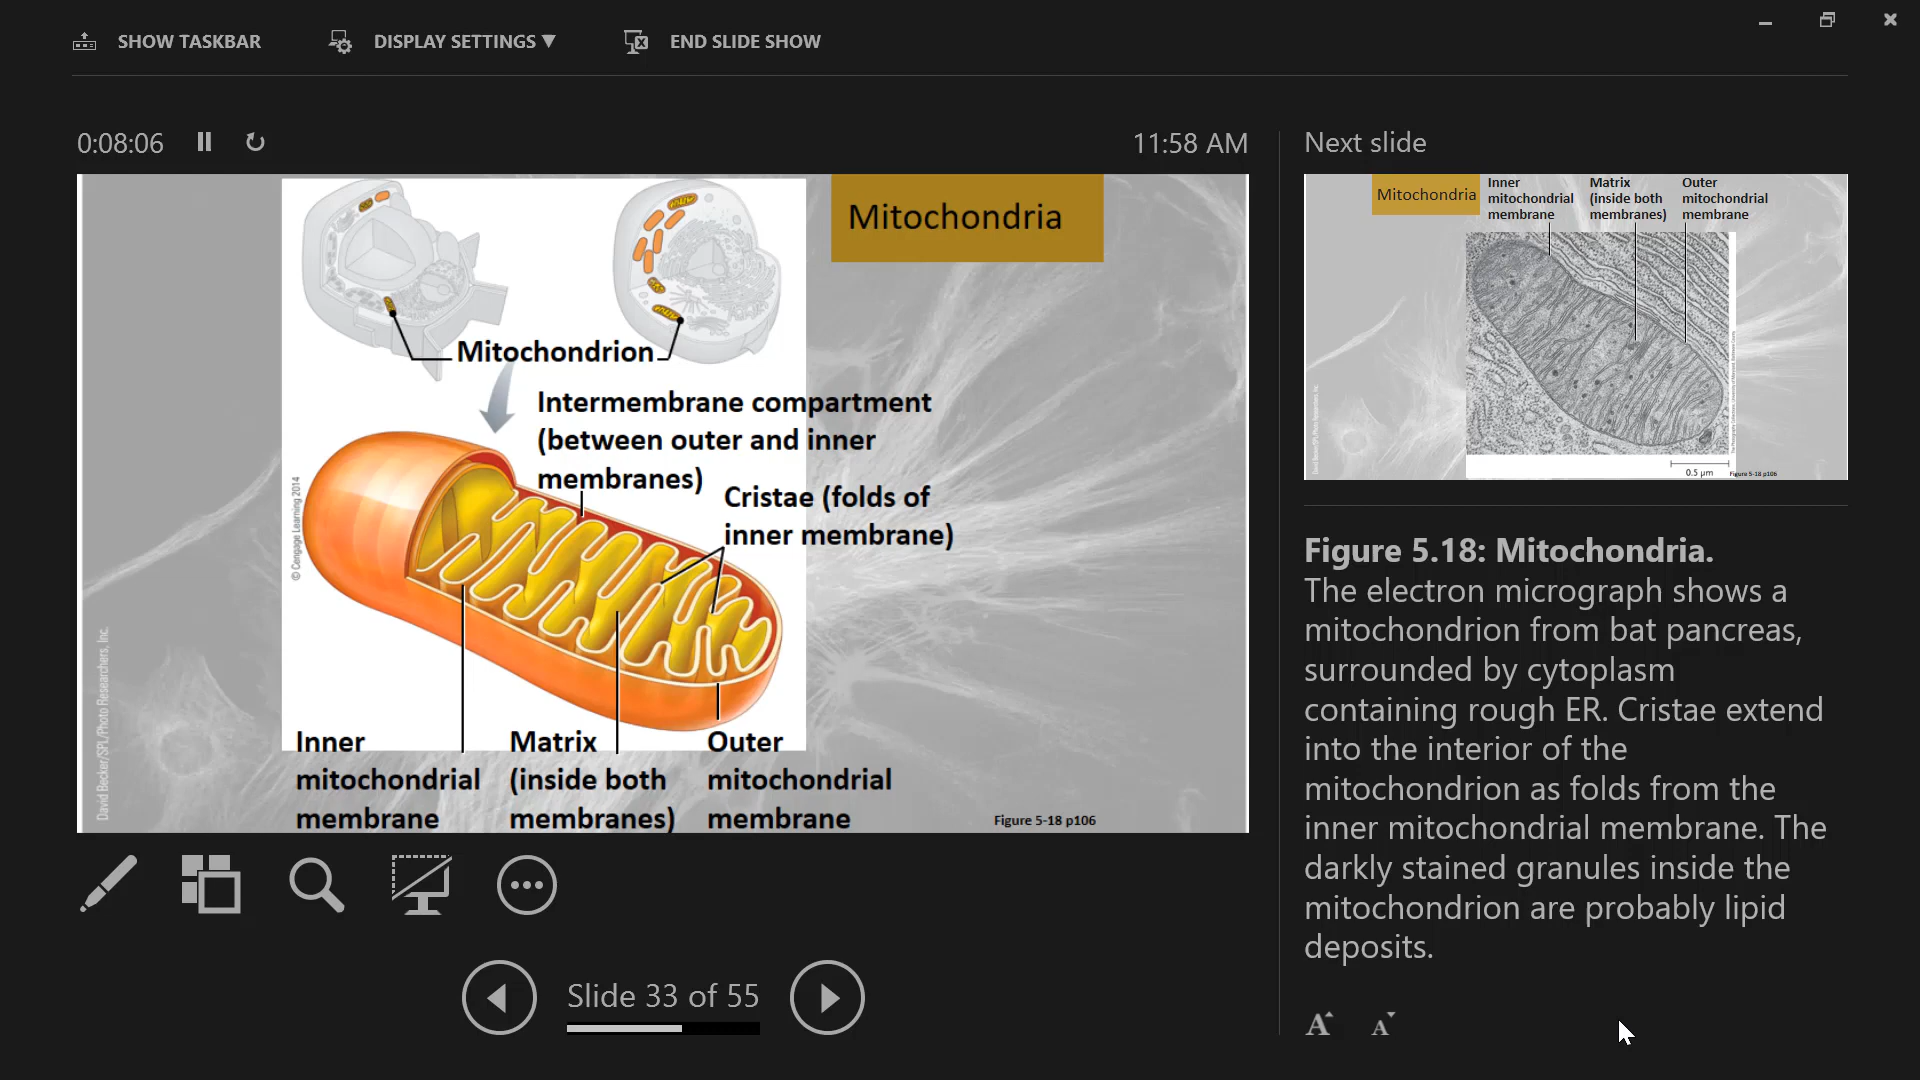 SHOW TASKBAR
DISPLAY SETTINGS ▼
END SLIDE SHOW
0:08:06
11:58 AM
Mitochondria
Mitochondrion
Intermembrane compartment
(between outer and inner
membranes)
Cristae (folds of
inner membrane)
© Cengage Learning 2014
David Becker/SPL/Photo Researchers, Inc.
Inner
mitochondrial
membrane
Matrix
(inside both
membranes)
Outer
mitochondrial
membrane
Figure 5-18 p106
Slide 33 of 55
Next slide
Mitochondria
Inner
mitochondrial
membrane
Matrix
(inside both
membranes)
Outer
mitochondrial
membrane
0.5 µm
Figure 5-18 p106
Figure 5.18: Mitochondria.
The electron micrograph shows a
mitochondrion from bat pancreas,
surrounded by cytoplasm
containing rough ER. Cristae extend
into the interior of the
mitochondrion as folds from the
inner mitochondrial membrane. The
darkly stained granules inside the
mitochondrion are probably lipid
deposits.
A A